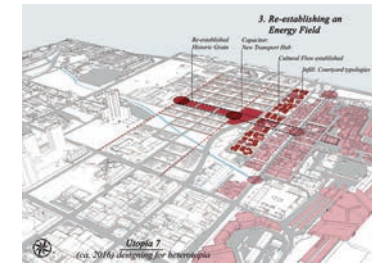 3. Re-establishing an
Energy Field
Re-established
Historic Grain
Capacitor:
New Transport Hub
Cultural Flow established
Infill: Courtyard typologies
Utopia 7
(ca. 2016) designing for heterotopia